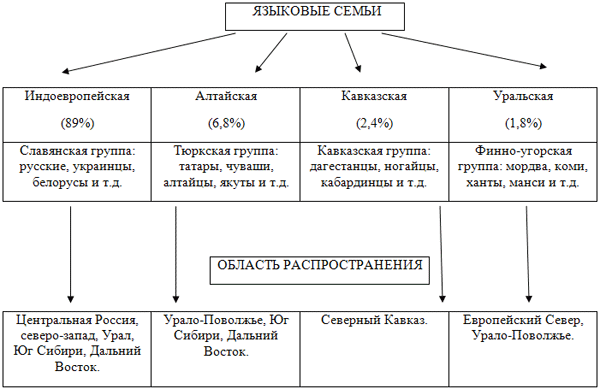 ЯЗЫКОВЫЕ СЕМЬИ
Индоевропейская
(89%)
Алтайская
(6,8%)
Кавказская
(2,4%)
Уральская
(1,8%)
Славянская группа:
русские, украинцы,
белорусы и т.д.
Тюркская группа:
татары, чуваши,
алтайцы, якуты и т.д.
Кавказская группа:
дагестанцы, ногайцы,
кабардинцы и т.д.
Финно-угорская
группа: мордва, коми,
ханты, манси и т.д.
ОБЛАСТЬ РАСПРОСТРАНЕНИЯ
Центральная Россия,
северо-запад, Урал,
Юг Сибири, Дальний
Восток.
Урало-Поволжье, Юг
Сибири, Дальний
Восток.
Северный Кавказ.
Европейский Север,
Урало-Поволжье.